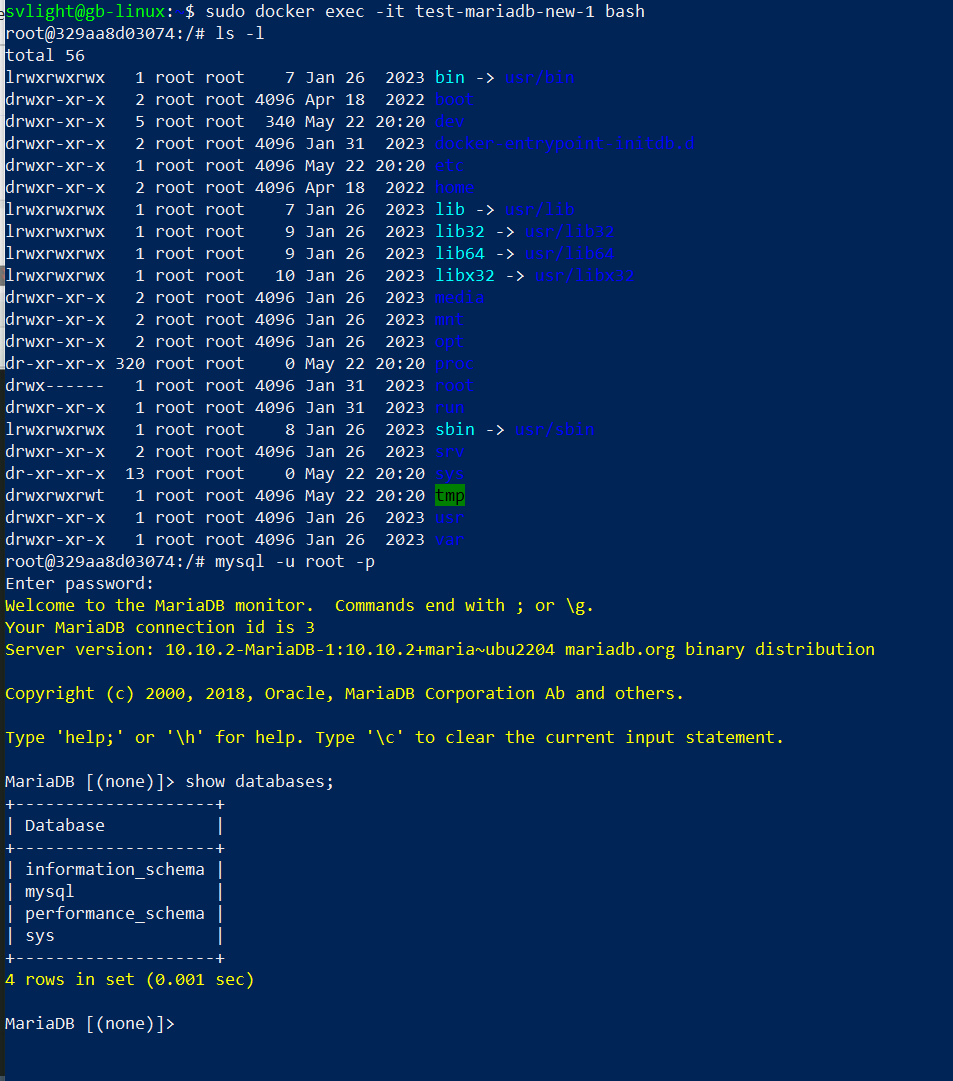 svlight@gb-linux:~$ sudo docker exec -it test-mariadb-new-1 bash
root@329aa8d03074:/# ls -l
total 56
lrwxrwxrwx   1 root root    7 Jan 26  2023 bin -> usr/bin
drwxr-xr-x   2 root root 4096 Apr 18  2022 boot
drwxr-xr-x   5 root root  340 May 22 20:20 dev
drwxr-xr-x   2 root root 4096 Jan 31  2023 docker-entrypoint-initdb.d
drwxr-xr-x   1 root root 4096 May 22 20:20 etc
drwxr-xr-x   2 root root 4096 Apr 18  2022 home
lrwxrwxrwx   1 root root    7 Jan 26  2023 lib -> usr/lib
lrwxrwxrwx   1 root root    9 Jan 26  2023 lib32 -> usr/lib32
lrwxrwxrwx   1 root root    9 Jan 26  2023 lib64 -> usr/lib64
lrwxrwxrwx   1 root root   10 Jan 26  2023 libx32 -> usr/libx32
drwxr-xr-x   2 root root 4096 Jan 26  2023 media
drwxr-xr-x   2 root root 4096 Jan 26  2023 mnt
drwxr-xr-x   2 root root 4096 Jan 26  2023 opt
dr-xr-xr-x 320 root root    0 May 22 20:20 proc
drwx------   1 root root 4096 Jan 31  2023 root
drwxr-xr-x   1 root root 4096 Jan 31  2023 run
lrwxrwxrwx   1 root root    8 Jan 26  2023 sbin -> usr/sbin
drwxr-xr-x   2 root root 4096 Jan 26  2023 srv
dr-xr-xr-x  13 root root    0 May 22 20:20 sys
drwxrwxrwt   1 root root 4096 May 22 20:20 tmp
drwxr-xr-x   1 root root 4096 Jan 26  2023 usr
drwxr-xr-x   1 root root 4096 Jan 26  2023 var
root@329aa8d03074:/# mysql -u root -p
Enter password:
Welcome to the MariaDB monitor.  Commands end with ; or \g.
Your MariaDB connection id is 3
Server version: 10.10.2-MariaDB-1:10.10.2+maria~ubu2204 mariadb.org binary distribution
Copyright (c) 2000, 2018, Oracle, MariaDB Corporation Ab and others.
Type 'help;' or '\h' for help. Type '\c' to clear the current input statement.
MariaDB [(none)]> show databases;
+--------------------+
| Database           |
+--------------------+
| information_schema |
| mysql              |
| performance_schema |
| sys                |
+--------------------+
4 rows in set (0.001 sec)
MariaDB [(none)]>